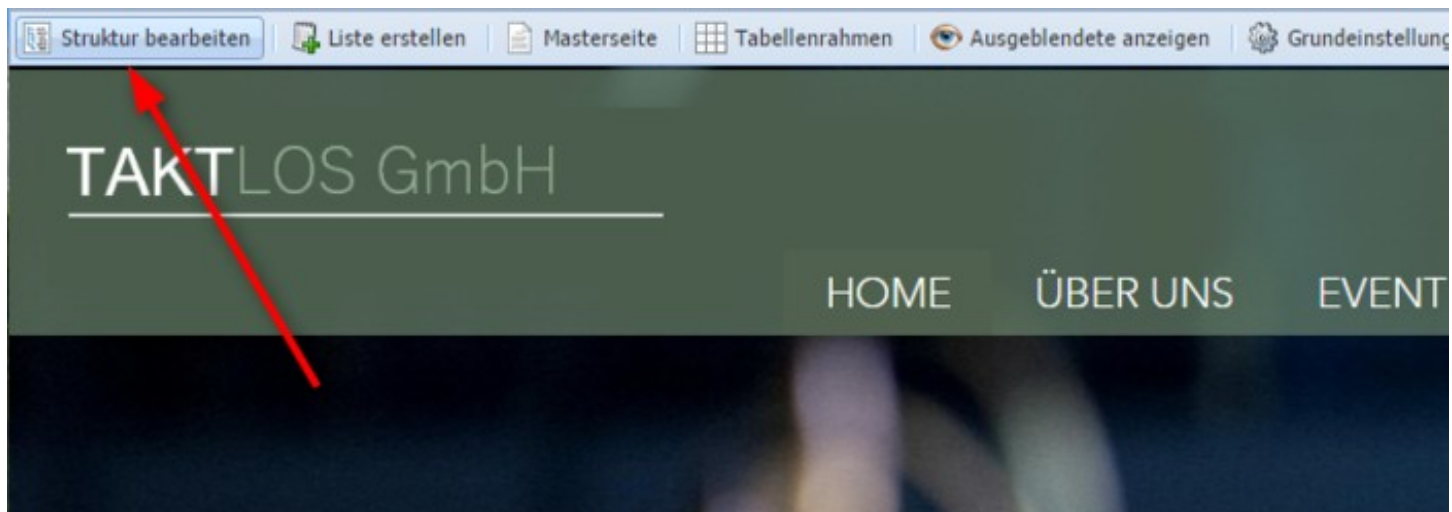 Struktur bearbeiten Liste erstellen Masterseite Tabellenrahmen Ausgeblendete anzeigen Grundeinstellung
TAKTLOS GmbH
HOME ÜBER UNS EVENT